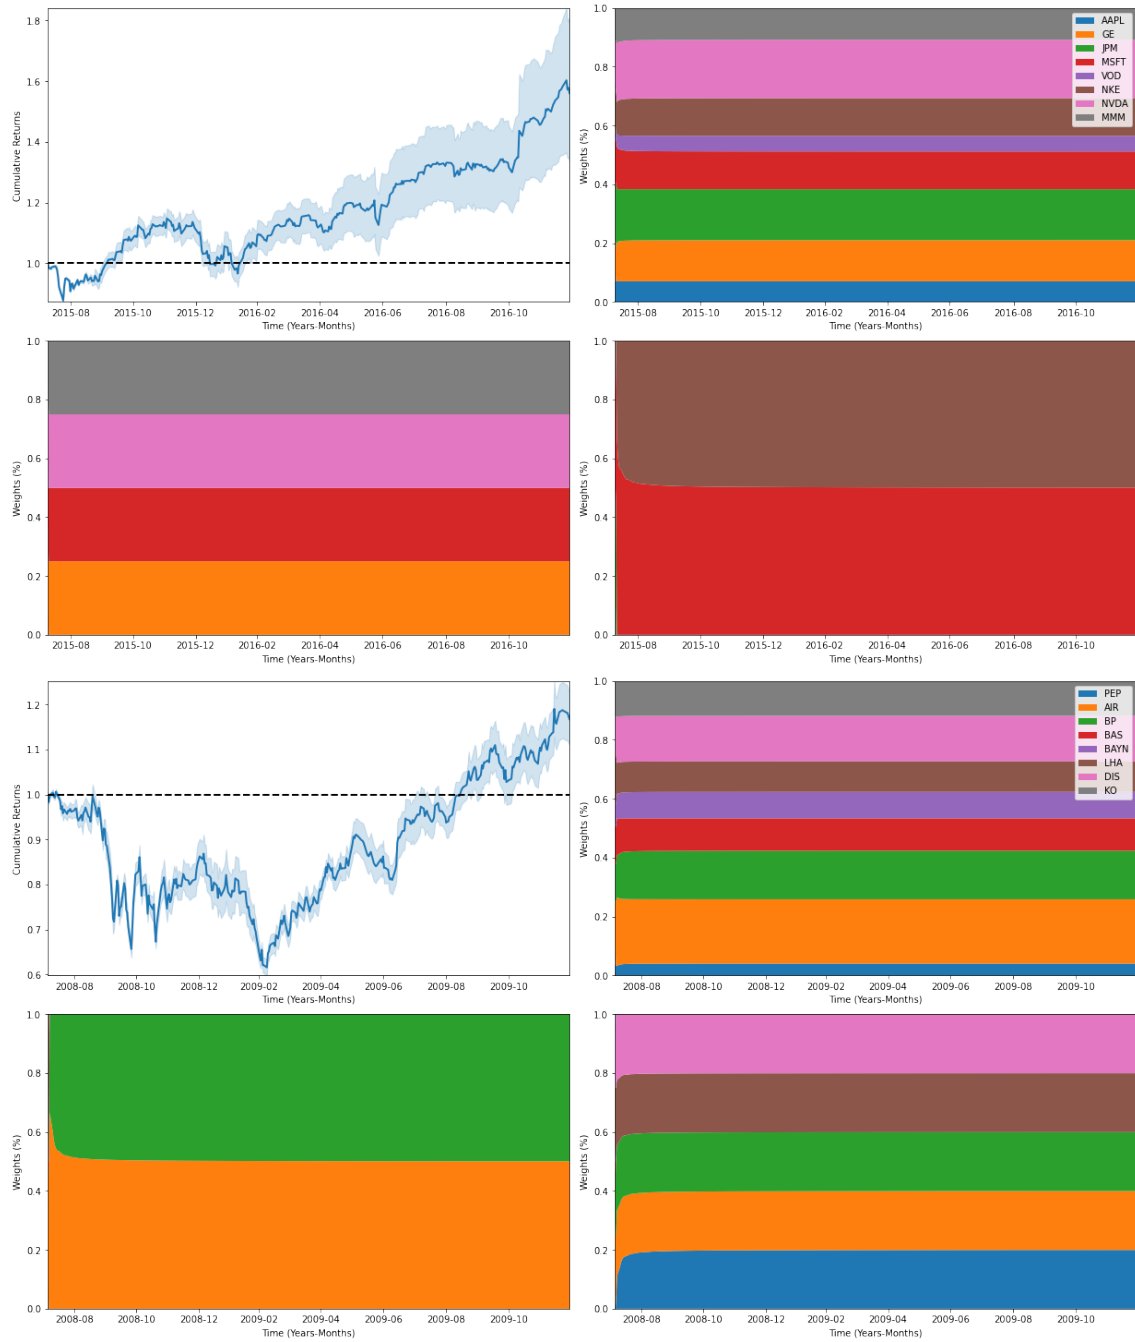 1.8
1.6
1.4
1.2
1.0
Cumulative Returns
2015-08 2015-10 2015-12 2016-02 2016-04 2016-06 2016-08 2016-10
Time (Years-Months)
1.0
0.8
0.6
0.4
0.2
0.0
Weights (%)
AAPL
GE
JPM
MSFT
VOD
NKE
NVDA
MMM
2015-08 2015-10 2015-12 2016-02 2016-04 2016-06 2016-08 2016-10
Time (Years-Months)
1.0
0.8
0.6
0.4
0.2
0.0
Weights (%)
2015-08 2015-10 2015-12 2016-02 2016-04 2016-06 2016-08 2016-10
Time (Years-Months)
1.0
0.8
0.6
0.4
0.2
0.0
Weights (%)
2015-08 2015-10 2015-12 2016-02 2016-04 2016-06 2016-08 2016-10
Time (Years-Months)
1.2
1.1
1.0
0.9
0.8
0.7
0.6
Cumulative Returns
2008-08 2008-10 2008-12 2009-02 2009-04 2009-06 2009-08 2009-10
Time (Years-Months)
1.0
0.8
0.6
0.4
0.2
0.0
Weights (%)
PEP
AIR
BP
BAS
BAYN
LHA
DIS
KO
2008-08 2008-10 2008-12 2009-02 2009-04 2009-06 2009-08 2009-10
Time (Years-Months)
1.0
0.8
0.6
0.4
0.2
0.0
Weights (%)
2008-08 2008-10 2008-12 2009-02 2009-04 2009-06 2009-08 2009-10
Time (Years-Months)
1.0
0.8
0.6
0.4
0.2
0.0
Weights (%)
2008-08 2008-10 2008-12 2009-02 2009-04 2009-06 2009-08 2009-10
Time (Years-Months)